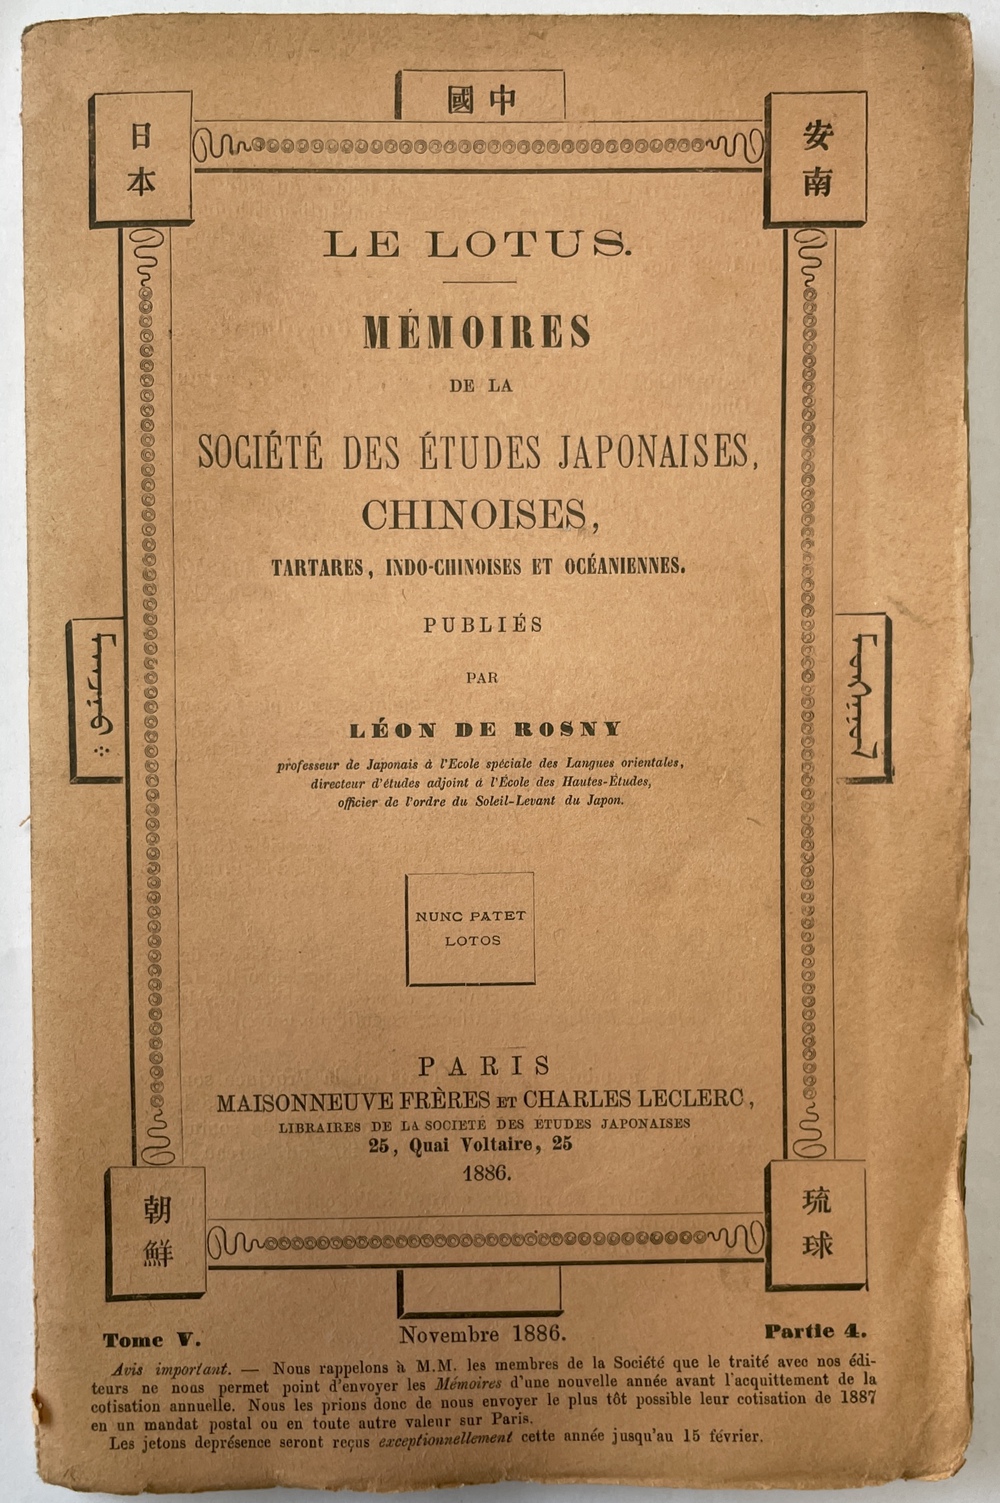 國中
日本
安南
LE LOTUS.
MÉMOIRES
DE LA
SOCIÉTÉ DES ÉTUDES JAPONAISES,
CHINOISES,
TARTARES, INDO-CHINOISES ET OCÉANIENNES.
PUBLIÉS
PAR
LÉON DE ROSNY
professeur de Japonais à l'Ecole spéciale des Langues orientales,
directeur d'études adjoint à l'École des Hautes-Études,
officier de l'ordre du Soleil-Levant du Japon.
NUNC PATET
LOTOS
PARIS
MAISONNEUVE FRÈRES ET CHARLES LECLERC,
LIBRAIRES DE LA SOCIETÉ DES ETUDES JAPONAISES
25, Quai Voltaire, 25
1886.
朝鮮
琉球
Tome V.
Novembre 1886.
Partie 4.
Avis important. — Nous rappelons à M.M. les membres de la Société que le traité avec nos édi-
teurs ne nous permet point d'envoyer les Mémoires d'une nouvelle année avant l'acquittement de la
cotisation annuelle. Nous les prions donc de nous envoyer le plus tôt possible leur cotisation de 1887
en un mandat postal ou en toute autre valeur sur Paris.
Les jetons deprésence seront reçus exceptionnellement cette année jusqu'au 15 février.